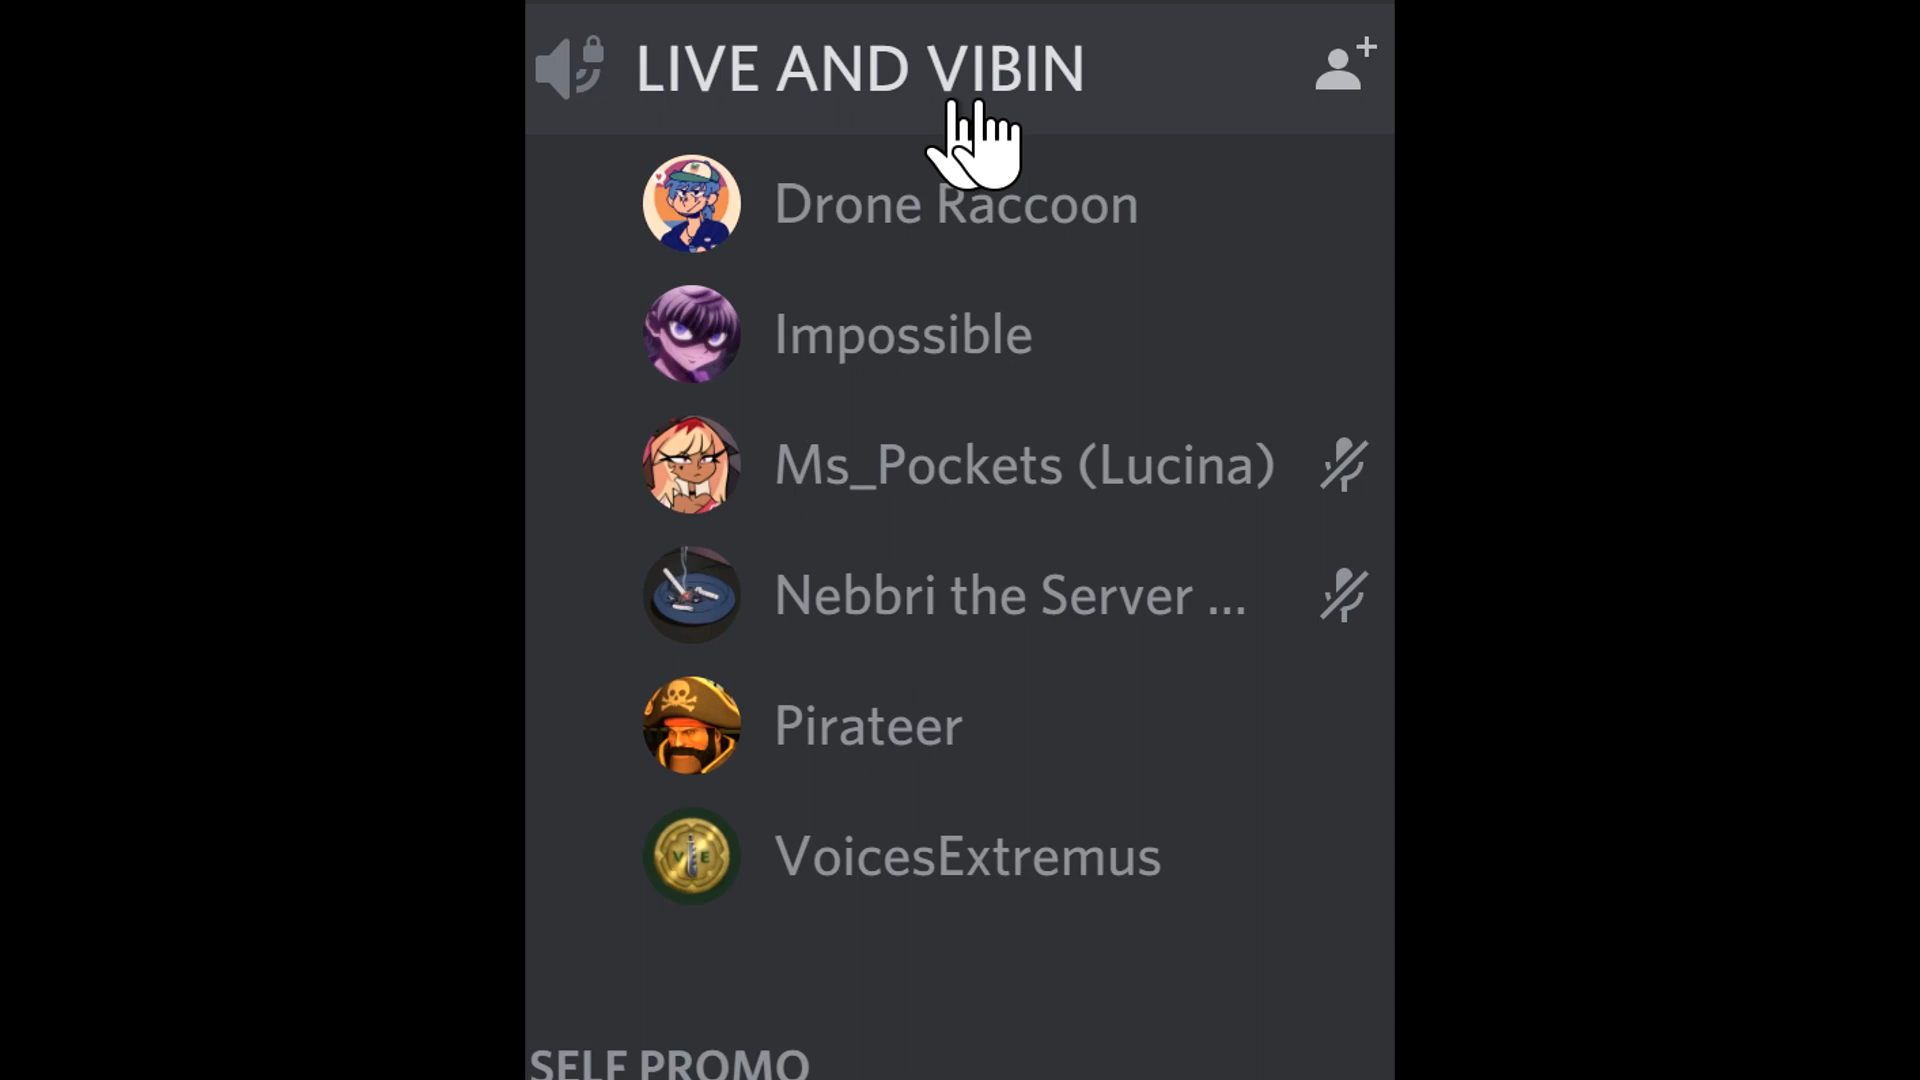 LIVE AND VIBIN
Drone Raccoon
Impossible
Ms_Pockets (Lucina)
Nebbri the Server ...
Pirateer
V E
VoicesExtremus
SELF PROMO